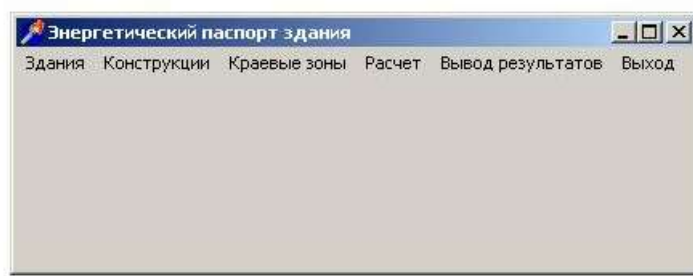 Энергетический паспорт здания
Здания Конструкции Краевые зоны Расчет Вывод результатов Выход